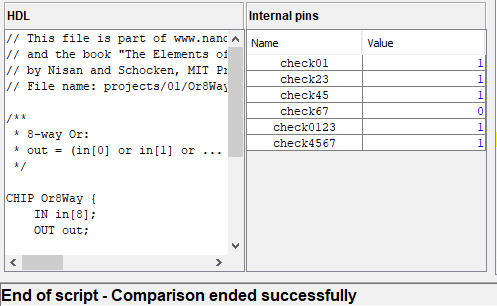 HDL
// This file is part of www.nand
// and the book "The Elements of
// by Nisan and Schocken, MIT Pr
// File name: projects/01/Or8Way
/**
* 8-way Or:
* out = (in[0] or in[1] or ...
*/
CHIP Or8Way {
IN in[8];
OUT out;
Internal pins
Name Value
check01 1
check23 1
check45 1
check67 0
check0123 1
check4567 1
End of script - Comparison ended successfully